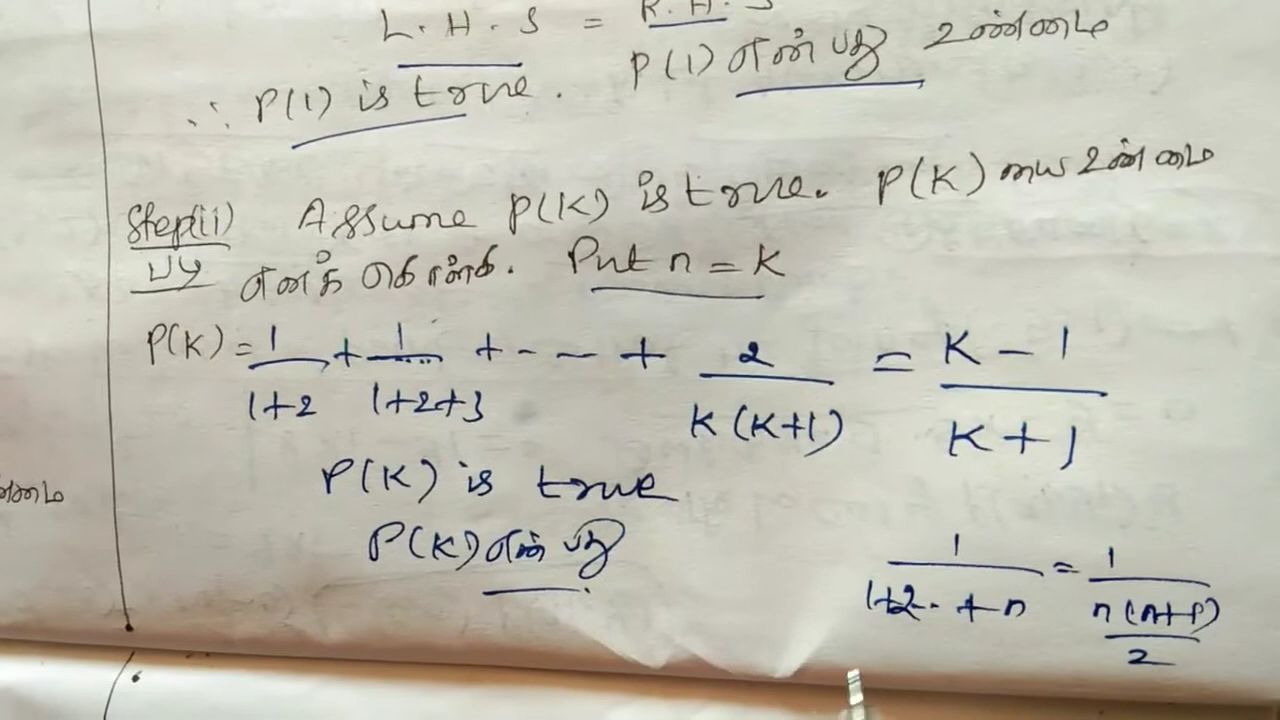 L.H.S = R.H.S
∴ P(1) is true. P(1) என்பது உண்மை
Step(ii) Assume P(K) is true. P(K) யை உண்மை
படி எனக் கொள்க. Put n = K
P(K) = 1/(1+2) + 1/(1+2+3) + - - - + 2/(K(K+1)) = (K-1)/(K+1)
P(K) is true
P(K) என்பது
1/(1+2..+n) = 1/(n(n+1)/2)